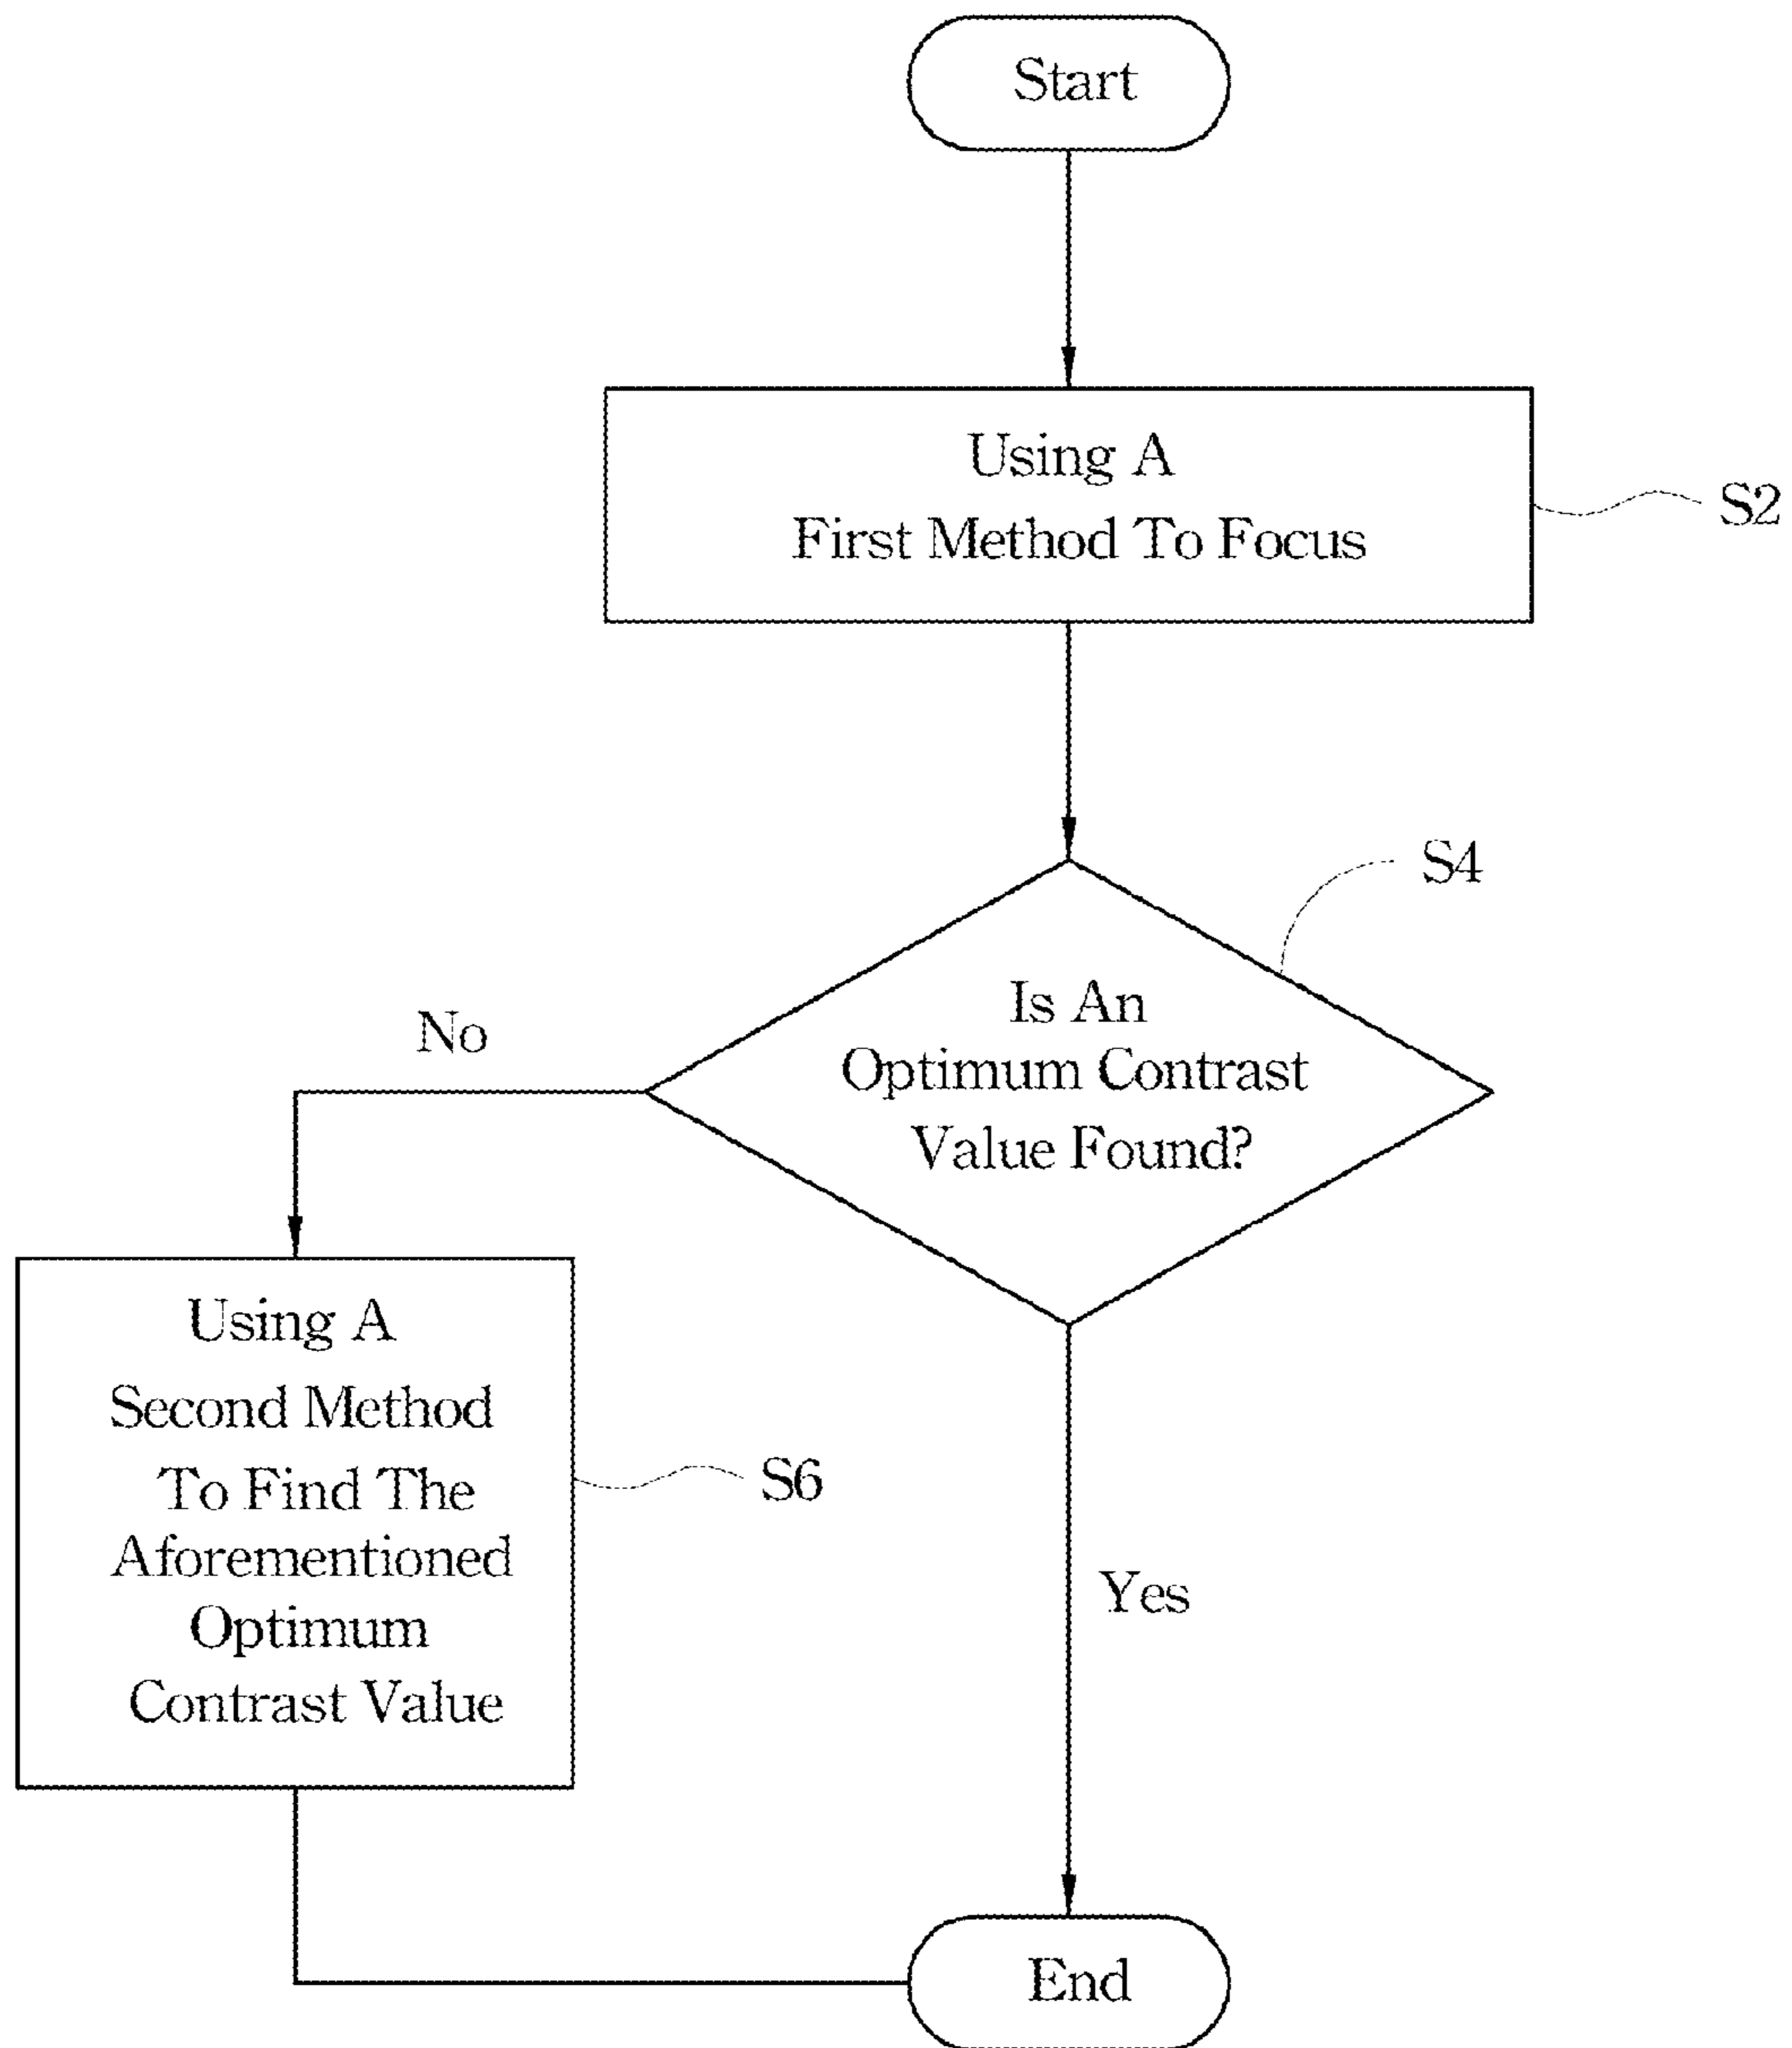 Start
Using A
First Method To Focus
S2
S4
Is An
Optimum Contrast
Value Found?
No
Using A
Second Method
To Find The
Aforementioned
Optimum
Contrast Value
S6
Yes
End